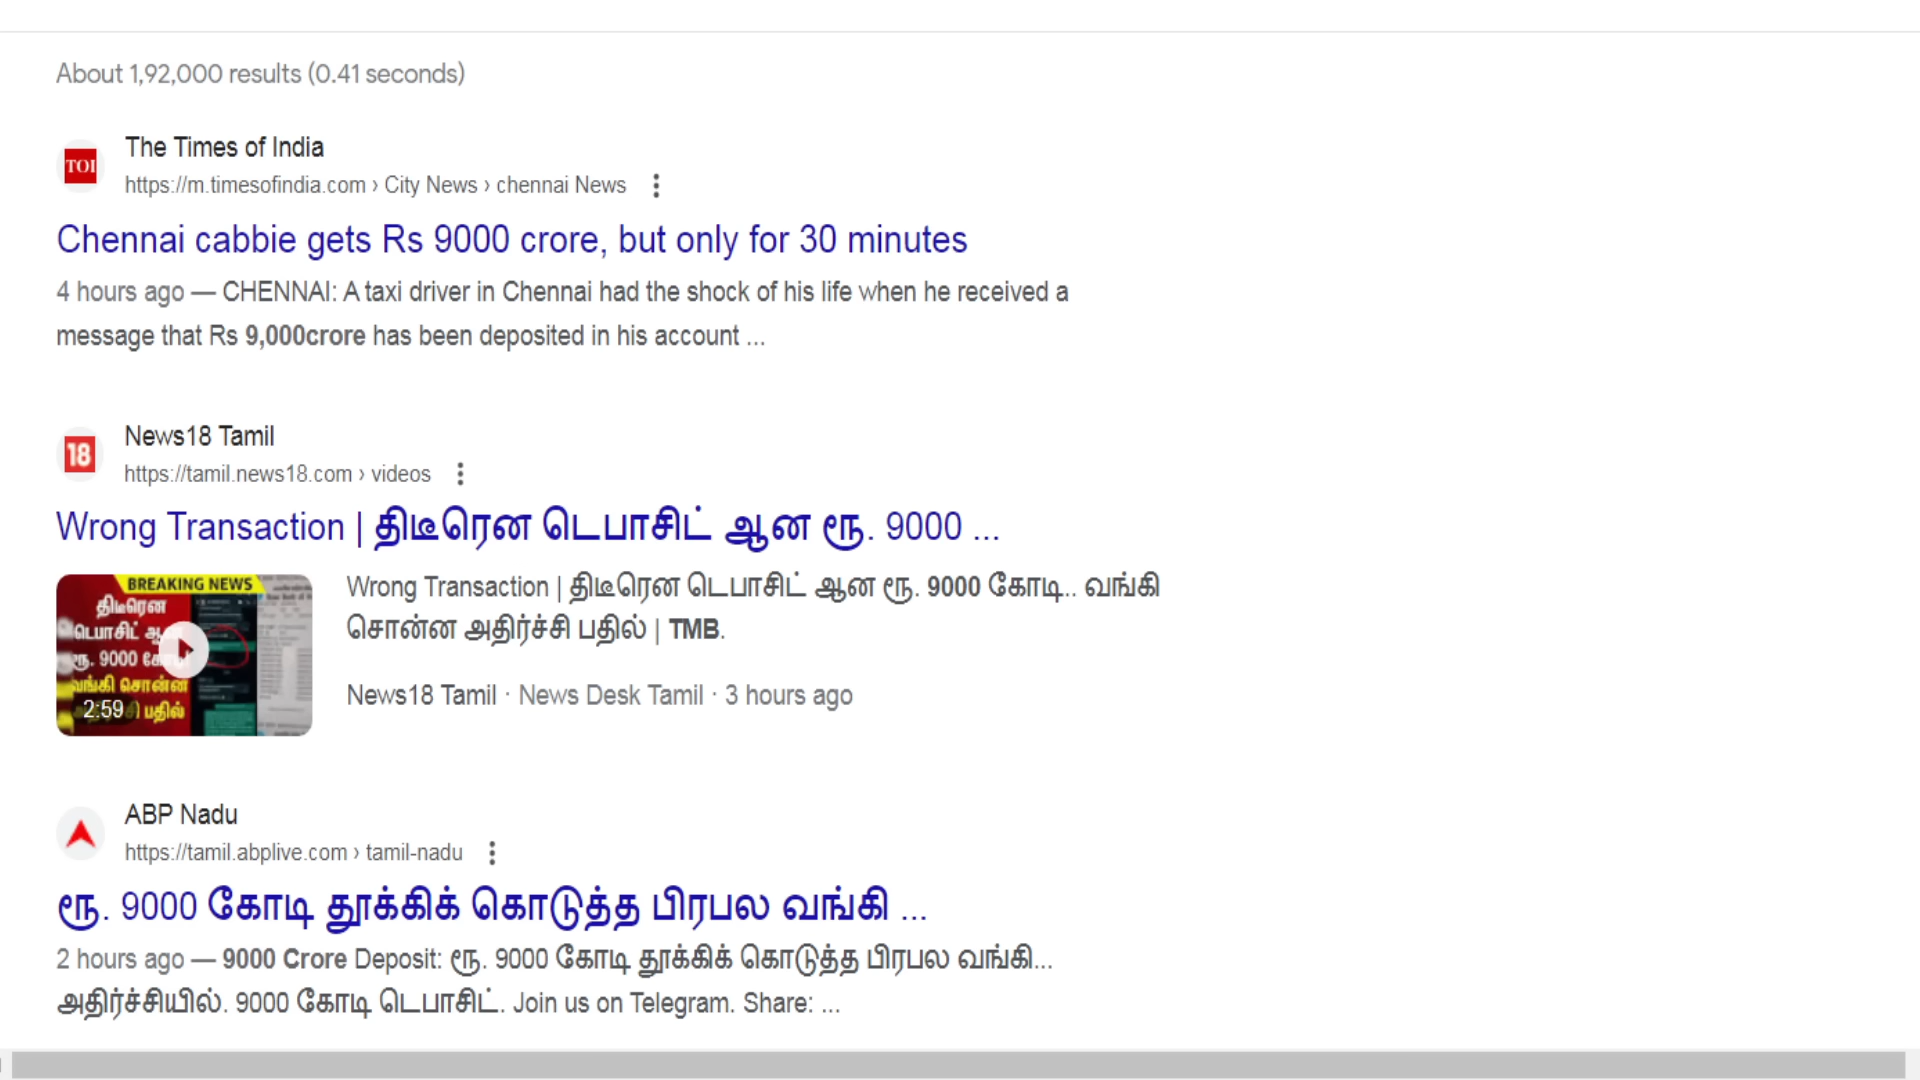 About 1,92,000 results (0.41 seconds)
TOI
The Times of India
https://m.timesofindia.com › City News › chennai News
Chennai cabbie gets Rs 9000 crore, but only for 30 minutes
4 hours ago — CHENNAI: A taxi driver in Chennai had the shock of his life when he received a
message that Rs 9,000crore has been deposited in his account ...
18
News18 Tamil
https://tamil.news18.com › videos
Wrong Transaction | திடீரென டெபாசிட் ஆன ரூ. 9000 ...
BREAKING NEWS
திடீரென
ரூ. 9000
வங்கி சொன்ன
2:59 பதில்
Wrong Transaction | திடீரென டெபாசிட் ஆன ரூ. 9000 கோடி.. வங்கி
சொன்ன அதிர்ச்சி பதில் | TMB.
News18 Tamil · News Desk Tamil · 3 hours ago
ABP Nadu
https://tamil.abplive.com › tamil-nadu
ரூ. 9000 கோடி தூக்கிக் கொடுத்த பிரபல வங்கி ...
2 hours ago — 9000 Crore Deposit: ரூ. 9000 கோடி தூக்கிக் கொடுத்த பிரபல வங்கி...
அதிர்ச்சியில். 9000 கோடி டெபாசிட். Join us on Telegram. Share: ...